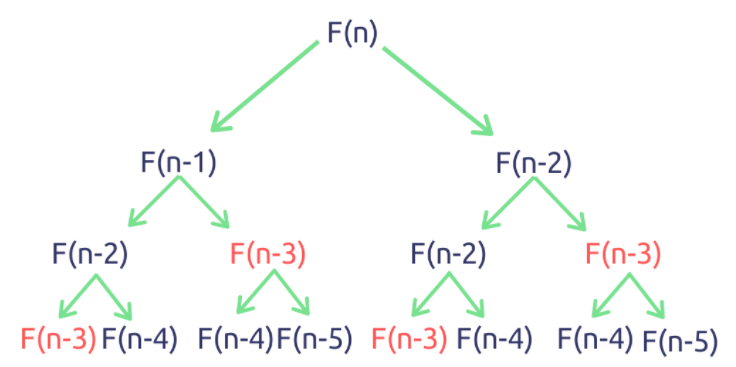 F(n)
F(n-1) F(n-2)
F(n-2) F(n-3) F(n-2) F(n-3)
F(n-3) F(n-4) F(n-4) F(n-5) F(n-3) F(n-4) F(n-4) F(n-5)